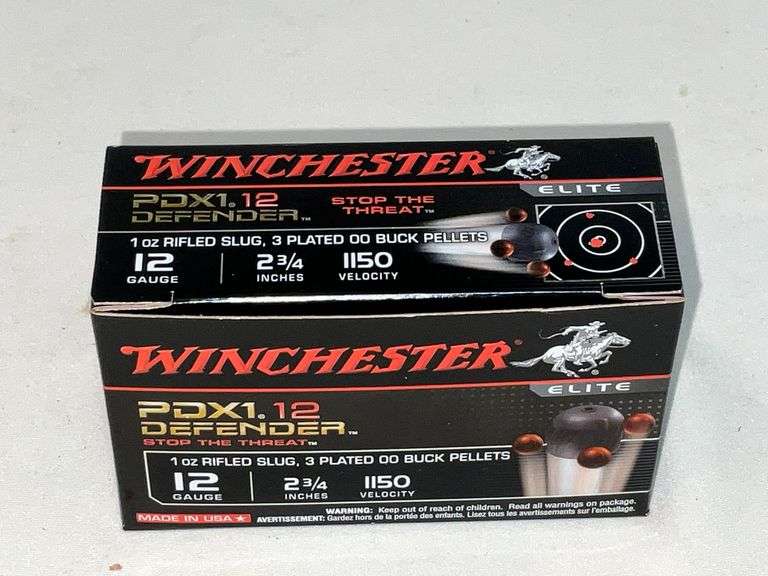 WINCHESTER
ELITE
PDX1® 12
DEFENDER™
STOP THE
THREAT™
1 oz RIFLED SLUG, 3 PLATED 00 BUCK PELLETS
12
GAUGE
2 3/4
INCHES
1150
VELOCITY
WINCHESTER®
ELITE
PDX1® 12
DEFENDER™
STOP THE THREAT™
1 oz RIFLED SLUG, 3 PLATED 00 BUCK PELLETS
12
GAUGE
2 3/4
INCHES
1150
VELOCITY
MADE IN USA★
WARNING: Keep out of reach of children. Read all warnings on package.
AVERTISSEMENT: Gardez hors de la portée des enfants. Lisez tous les avertissements sur l'emballage.